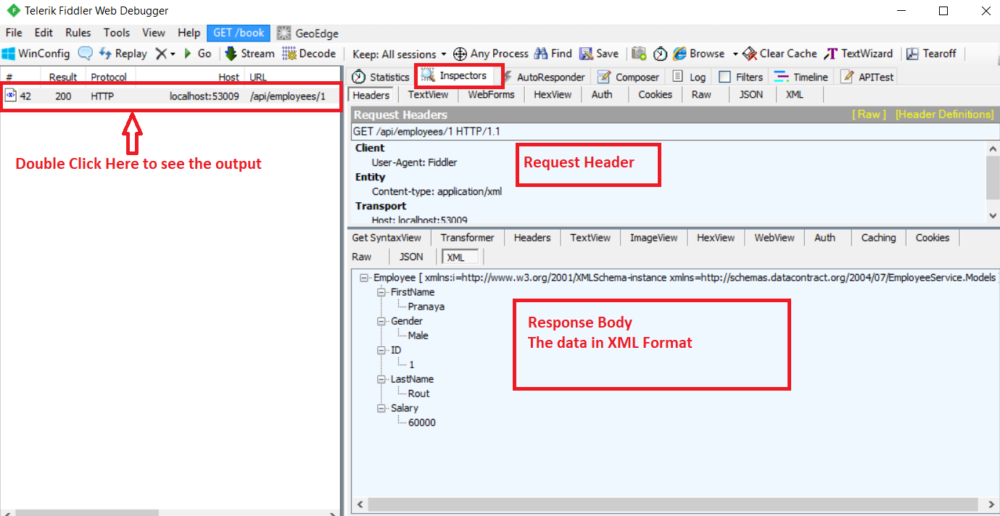 Telerik Fiddler Web Debugger
File Edit Rules Tools View Help GET /book GeoEdge
WinConfig Replay Go Stream Decode Keep: All sessions Any Process Find Save Browse Clear Cache TextWizard Tearoff
# Result Protocol Host URL
42 200 HTTP localhost:53009 /api/employees/1
Double Click Here to see the output
Statistics Inspectors AutoResponder Composer Log Filters Timeline APITest
Headers TextView WebForms HexView Auth Cookies Raw JSON XML
Request Headers [ Raw ] [Header Definitions]
GET /api/employees/1 HTTP/1.1
Client
User-Agent: Fiddler
Entity
Content-type: application/xml
Transport
Host: localhost:53009
Request Header
Get SyntaxView Transformer Headers TextView ImageView HexView WebView Auth Caching Cookies
Raw JSON XML
Employee [ xmlns:i=http://www.w3.org/2001/XMLSchema-instance xmlns=http://schemas.datacontract.org/2004/07/EmployeeService.Models ]
FirstName
Pranaya
Gender
Male
ID
1
LastName
Rout
Salary
60000
Response Body
The data in XML Format